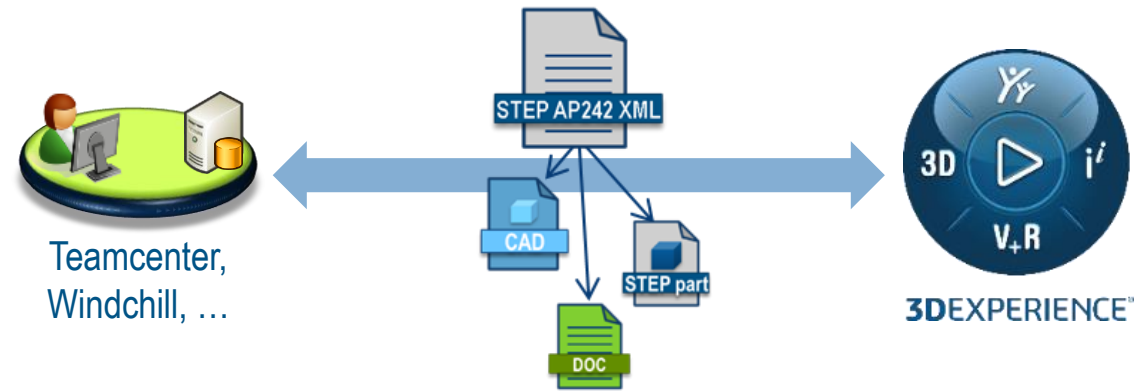 STEP AP242 XML
CAD
STEP part
DOC
Teamcenter,
Windchill, …
3D
i i
V+R
3DEXPERIENCE